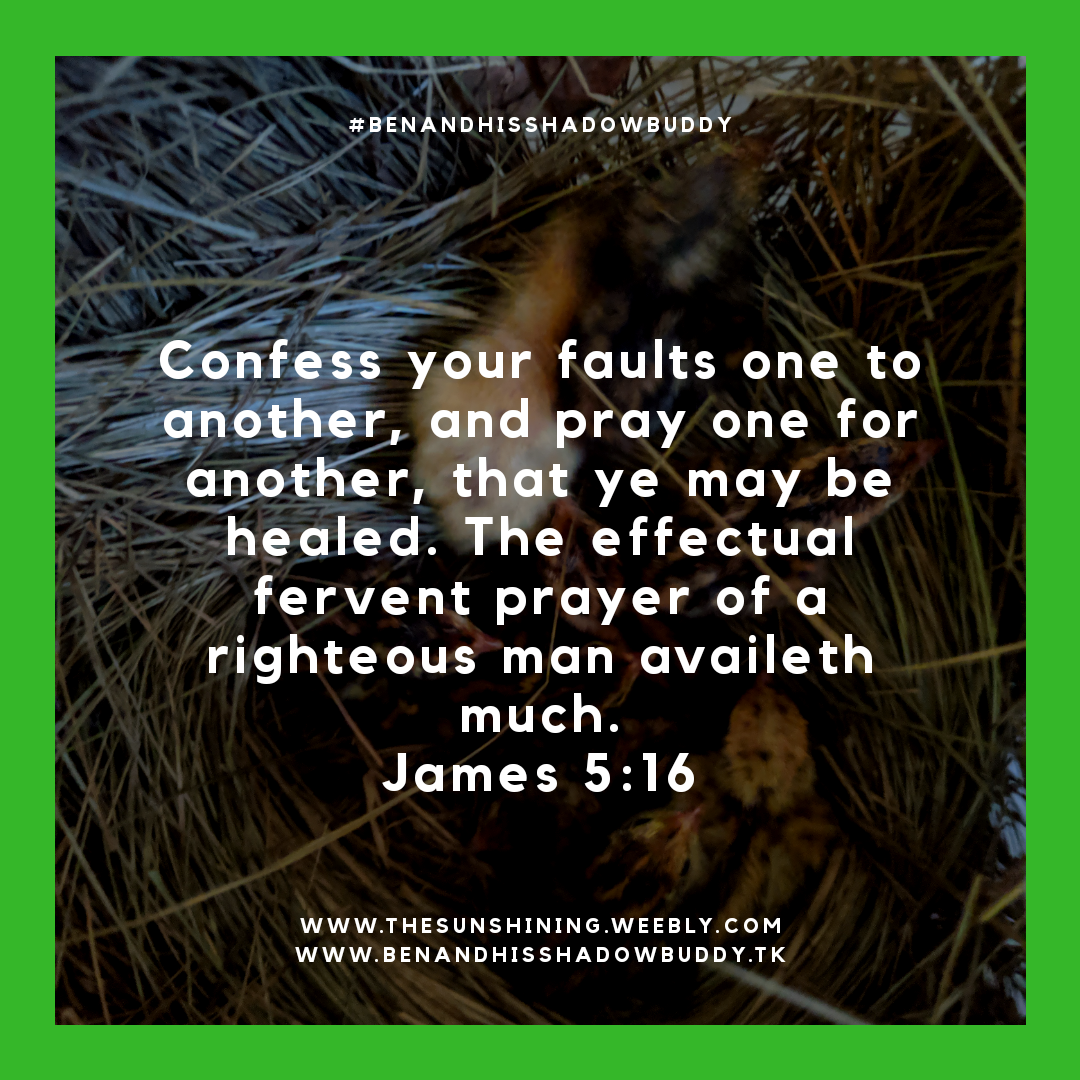 #BENANDHISSHADOWBUDDY
Confess your faults one to
another, and pray one for
another, that ye may be
healed. The effectual
fervent prayer of a
righteous man availeth
much.
James 5:16
WWW.THESUNSHINING.WEEBLY.COM
WWW.BENANDHISSHADOWBUDDY.TK